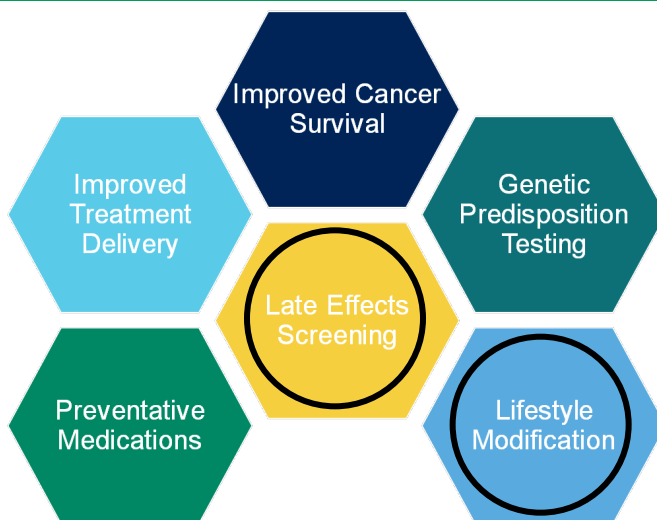 Improved Cancer
Survival
Improved
Treatment
Delivery
Genetic
Predisposition
Testing
Late Effects
Screening
Preventative
Medications
Lifestyle
Modification